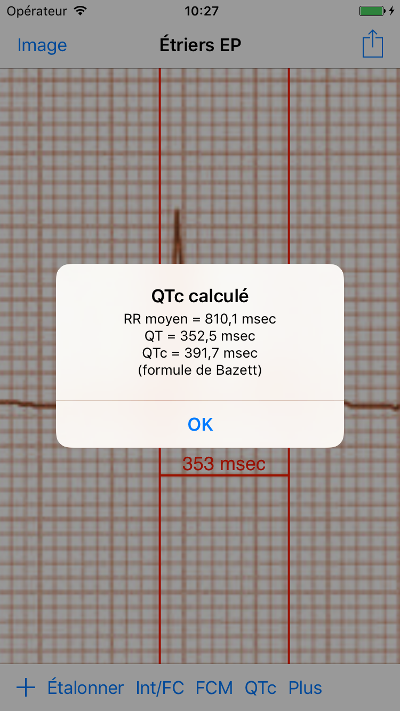 Opérateur 10:27
Image Étriers EP
QTc calculé
RR moyen = 810,1 msec
QT = 352,5 msec
QTc = 391,7 msec
(formule de Bazett)
OK
353 msec
+ Étalonner Int/FC FCM QTc Plus